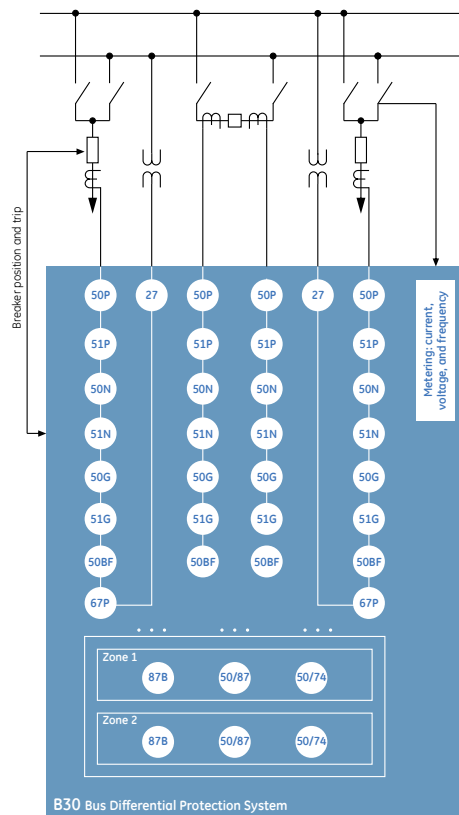 Breaker position and trip
50P 27 50P 50P 27 50P
Metering: current,
voltage, and frequency
51P 51P 51P 51P
50N 50N 50N 50N
51N 51N 51N 51N
50G 50G 50G 50G
51G 51G 51G 51G
50BF 50BF 50BF 50BF
67P 67P
• • • • • • • • •
Zone 1
87B 50/87 50/74
Zone 2
87B 50/87 50/74
B30 Bus Differential Protection System